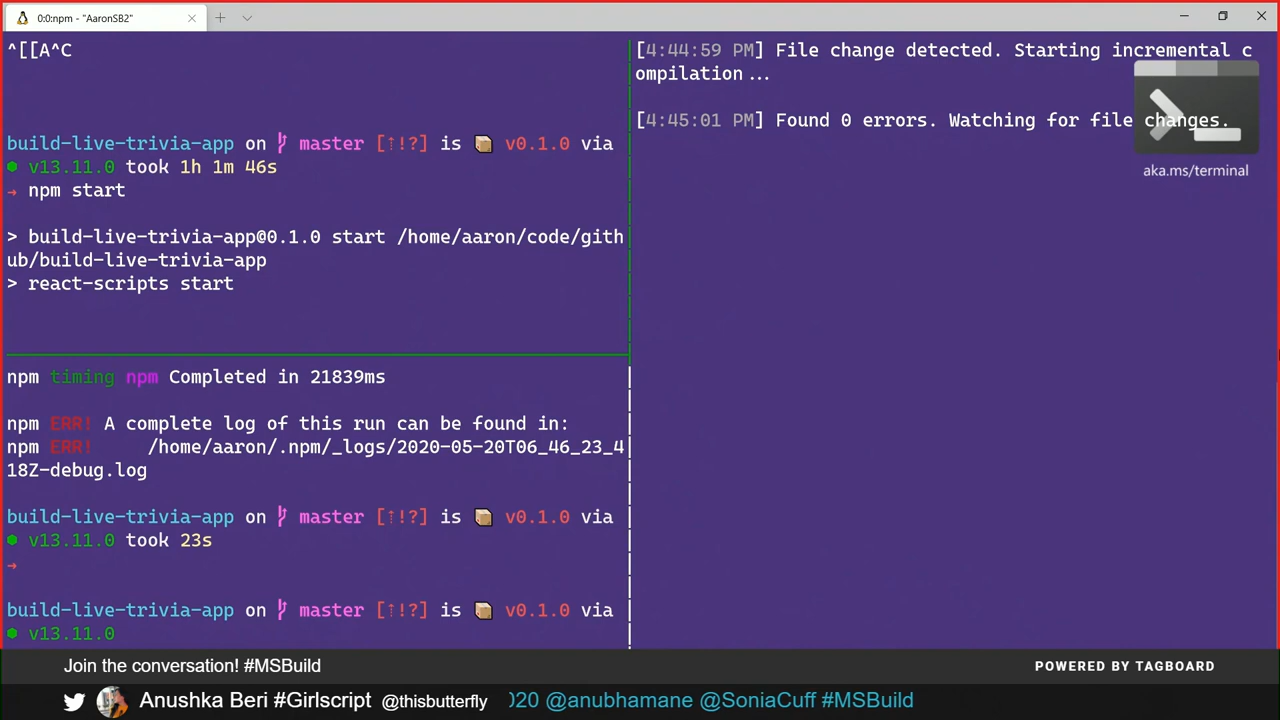 0:0:npm - "AaronSB2"
^[[A^C
build-live-trivia-app on master [⇡!?] is 📦 v0.1.0 via
⬢ v13.11.0 took 1h 1m 46s
→ npm start
> build-live-trivia-app@0.1.0 start /home/aaron/code/gith
ub/build-live-trivia-app
> react-scripts start
npm timing npm Completed in 21839ms
npm ERR! A complete log of this run can be found in:
npm ERR!     /home/aaron/.npm/_logs/2020-05-20T06_46_23_4
18Z-debug.log
build-live-trivia-app on master [⇡!?] is 📦 v0.1.0 via
⬢ v13.11.0 took 23s
→
build-live-trivia-app on master [⇡!?] is 📦 v0.1.0 via
⬢ v13.11.0
[4:44:59 PM] File change detected. Starting incremental c
ompilation...
[4:45:01 PM] Found 0 errors. Watching for file changes.
aka.ms/terminal
Join the conversation! #MSBuild
POWERED BY TAGBOARD
Anushka Beri #Girlscript @thisbutterfly
020 @anubhamane @SoniaCuff #MSBuild